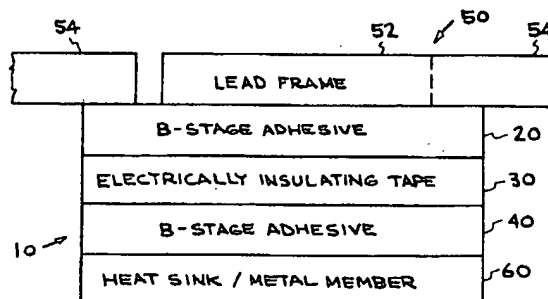 54 52 50 54
LEAD FRAME
B-STAGE ADHESIVE 20
ELECTRICALLY INSULATING TAPE 30
B-STAGE ADHESIVE 40
10
HEAT SINK / METAL MEMBER 60